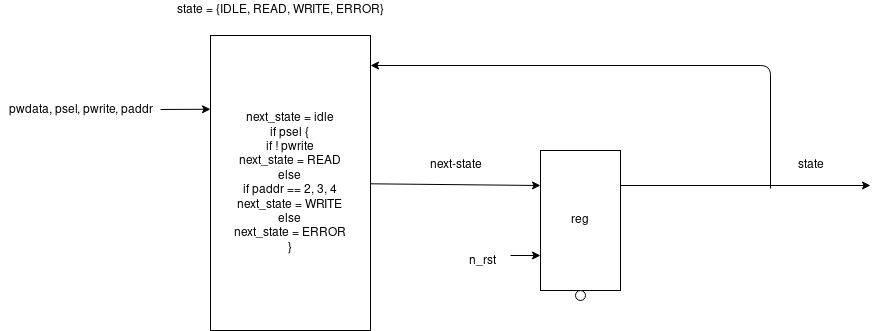 state = {IDLE, READ, WRITE, ERROR}
pwdata, psel, pwrite, paddr
next_state = idle
if psel {
if ! pwrite
next_state = READ
else
if paddr == 2, 3, 4
next_state = WRITE
else
next_state = ERROR
}
next-state
state
reg
n_rst